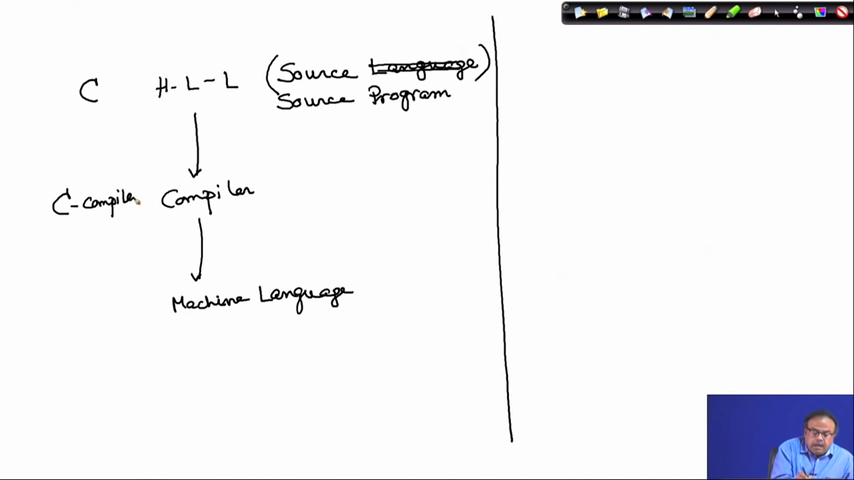 C H-L-L (Source Language)
Source Program
C-compiler Compiler
Machine Language